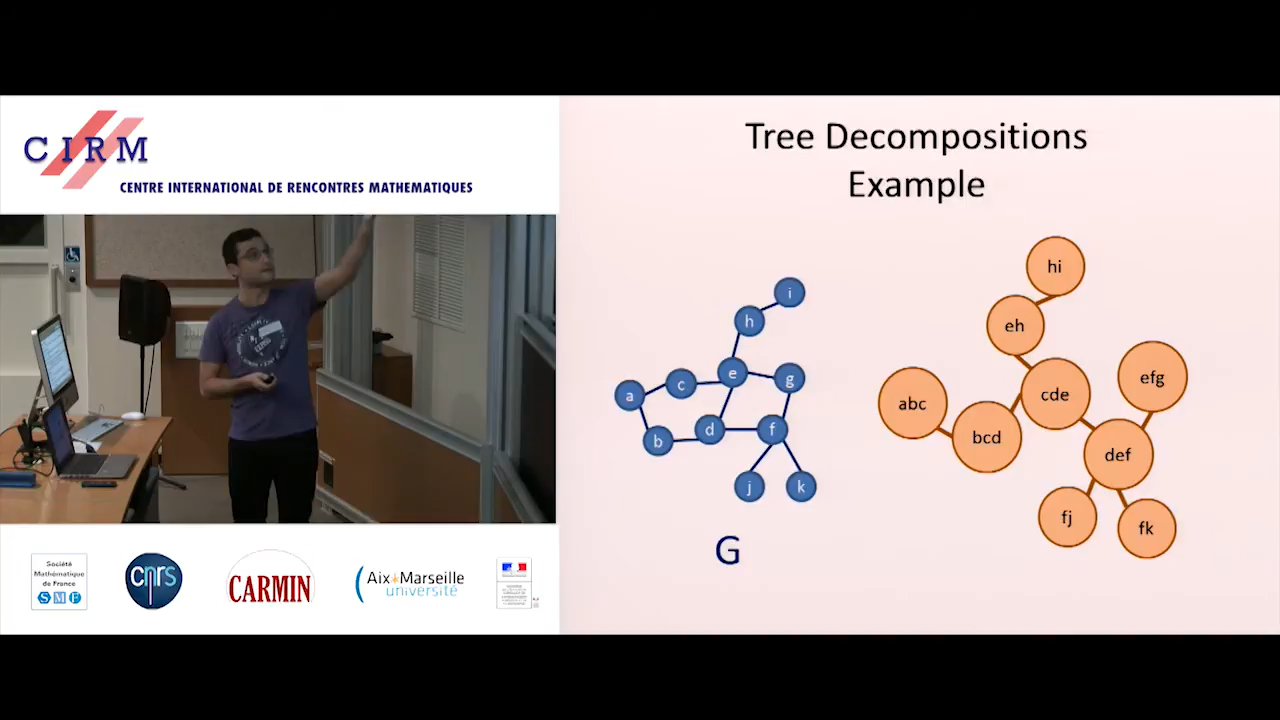 CIRM
CENTRE INTERNATIONAL DE RENCONTRES MATHEMATIQUES
Tree Decompositions
Example
i
h
e
g
c
a
d
f
b
j
k
G
hi
eh
efg
cde
abc
bcd
def
fj
fk
Société
Mathématique
de France
SMF
cnrs
CARMIN
Aix*Marseille
université